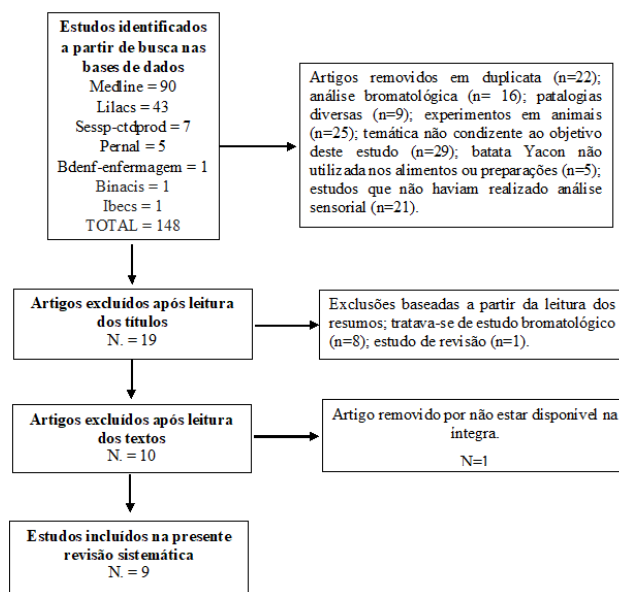 Estudos identificados
a partir de busca nas
bases de dados
Medline = 90
Lilacs = 43
Sessp-ctdprod = 7
Pernal = 5
Bdenf-enfermagem = 1
Binacis = 1
Ibecs = 1
TOTAL = 148
Artigos removidos em duplicata (n=22);
análise bromatológica (n= 16); patalogias
diversas (n=9); experimentos em animais
(n=25); temática não condizente ao objetivo
deste estudo (n=29); batata Yacon não
utilizada nos alimentos ou preparações (n=5);
estudos que não haviam realizado análise
sensorial (n=21).
Artigos excluídos após leitura
dos títulos
N. = 19
Exclusões baseadas a partir da leitura dos
resumos; tratava-se de estudo bromatológico
(n=8); estudo de revisão (n=1).
Artigos excluídos após leitura
dos textos
N. = 10
Artigo removido por não estar disponível na
íntegra.
N=1
Estudos incluídos na presente
revisão sistemática
N. = 9